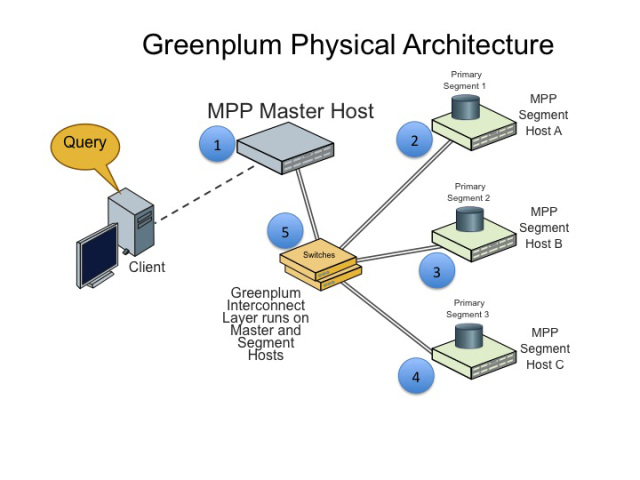 Greenplum Physical Architecture
Primary
Segment 1
MPP
Segment
Host A
MPP Master Host
1
2
Query
Primary
Segment 2
MPP
Segment
Host B
5
Switches
3
Client
Greenplum
Interconnect
Layer runs on
Master and
Segment
Hosts
Primary
Segment 3
MPP
Segment
Host C
4